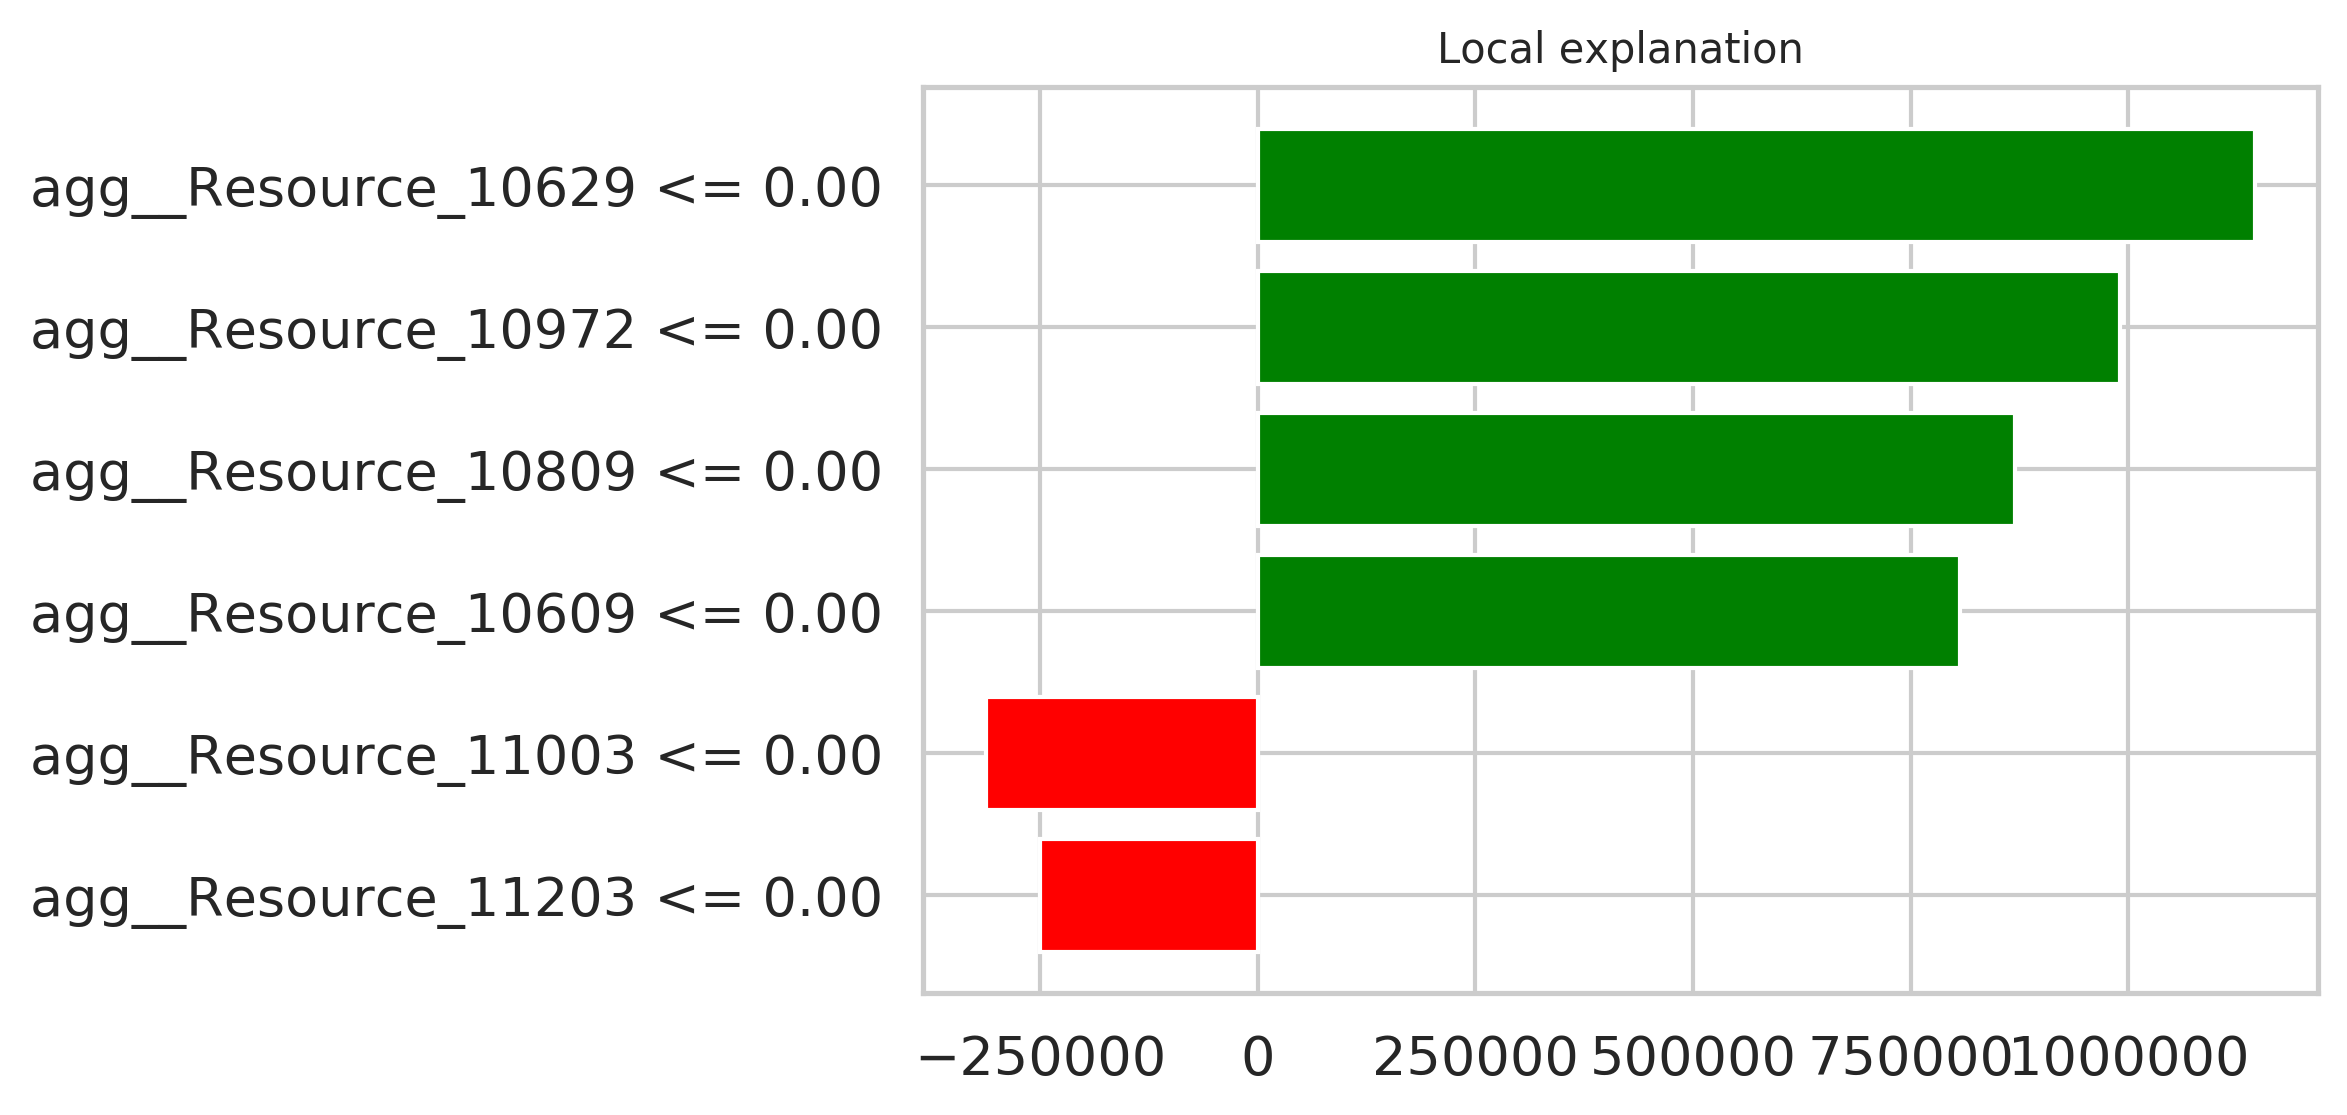 Local explanation
agg__Resource_10629 <= 0.00
agg__Resource_10972 <= 0.00
agg__Resource_10809 <= 0.00
agg__Resource_10609 <= 0.00
agg__Resource_11003 <= 0.00
agg__Resource_11203 <= 0.00
−250000 0 250000 500000 750000 1000000